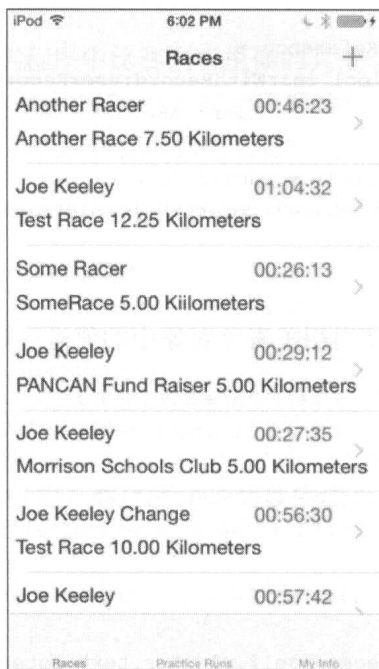 iPod 6:02 PM
Races +
Another Racer 00:46:23
Another Race 7.50 Kilometers
Joe Keeley 01:04:32
Test Race 12.25 Kilometers
Some Racer 00:26:13
SomeRace 5.00 Kiilometers
Joe Keeley 00:29:12
PANCAN Fund Raiser 5.00 Kilometers
Joe Keeley 00:27:35
Morrison Schools Club 5.00 Kilometers
Joe Keeley Change 00:56:30
Test Race 10.00 Kilometers
Joe Keeley 00:57:42
Races Practice Runs My Info